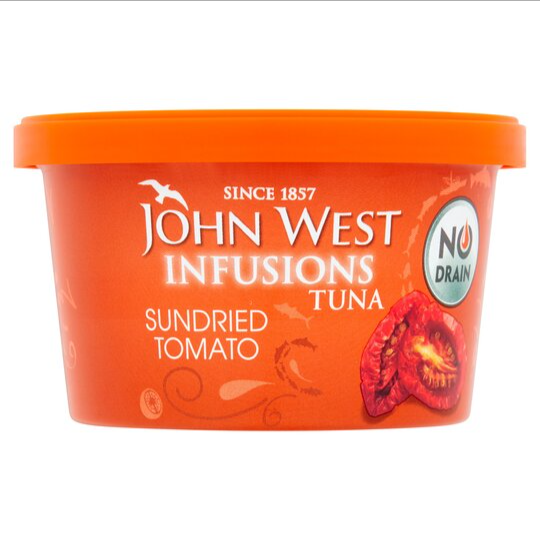 SINCE 1857
JOHN WEST
INFUSIONS
TUNA
SUNDRIED
TOMATO
NO
DRAIN